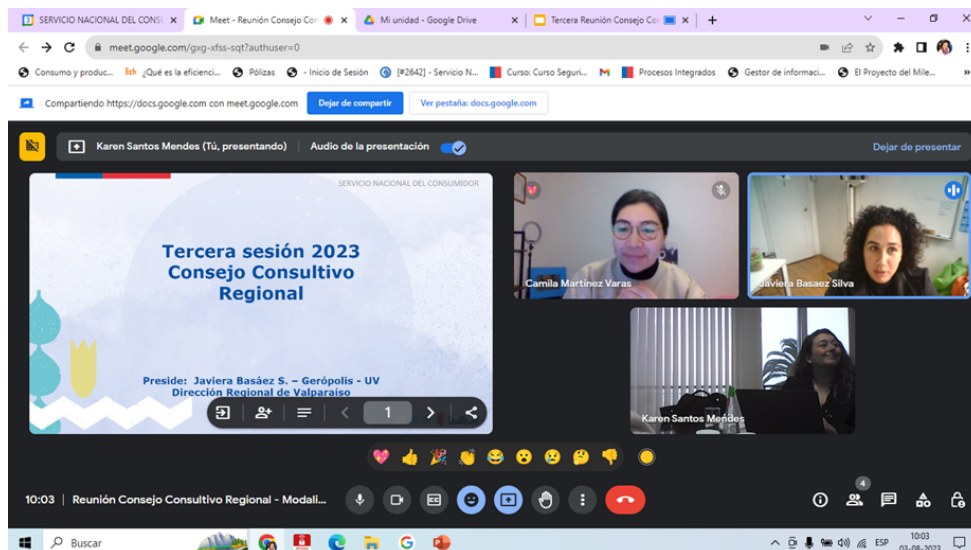 SERVICIO NACIONAL DEL CONSU
Meet - Reunión Consejo Con
Mi unidad - Google Drive
Tercera Reunión Consejo Co
meet.google.com/gxg-xfss-sqt?authuser=0
Consumo y produc...
Ech ¿Qué es la eficienci...
Pólizas
- Inicio de Sesión
[#2642] - Servicio N...
Curso: Curso Seguri...
Procesos Integrados
Gestor de informaci...
El Proyecto del Mile...
Compartiendo https://docs.google.com con meet.google.com
Dejar de compartir
Ver pestaña: docs.google.com
Karen Santos Mendes (Tú, presentando)
Audio de la presentación
Dejar de presentar
SERVICIO NACIONAL DEL CONSUMIDOR
Tercera sesión 2023
Consejo Consultivo
Regional
Preside: Javiera Basáez S. – Gerópolis - UV
Dirección Regional de Valparaíso
1
Camila Martínez Varas
Javiera Basaez Silva
Karen Santos Mendes
10:03 | Reunión Consejo Consultivo Regional - Modali...
4
Buscar
ESP
10:03
03-08-2023